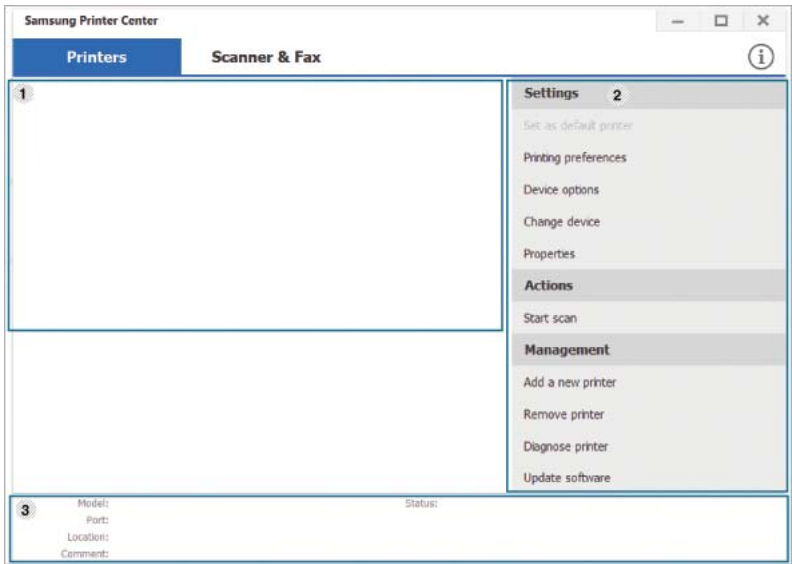 Samsung Printer Center
Printers
Scanner & Fax
i
1
Settings
2
Set as default printer
Printing preferences
Device options
Change device
Properties
Actions
Start scan
Management
Add a new printer
Remove printer
Diagnose printer
Update software
3
Model:
Status:
Port:
Location:
Comment: